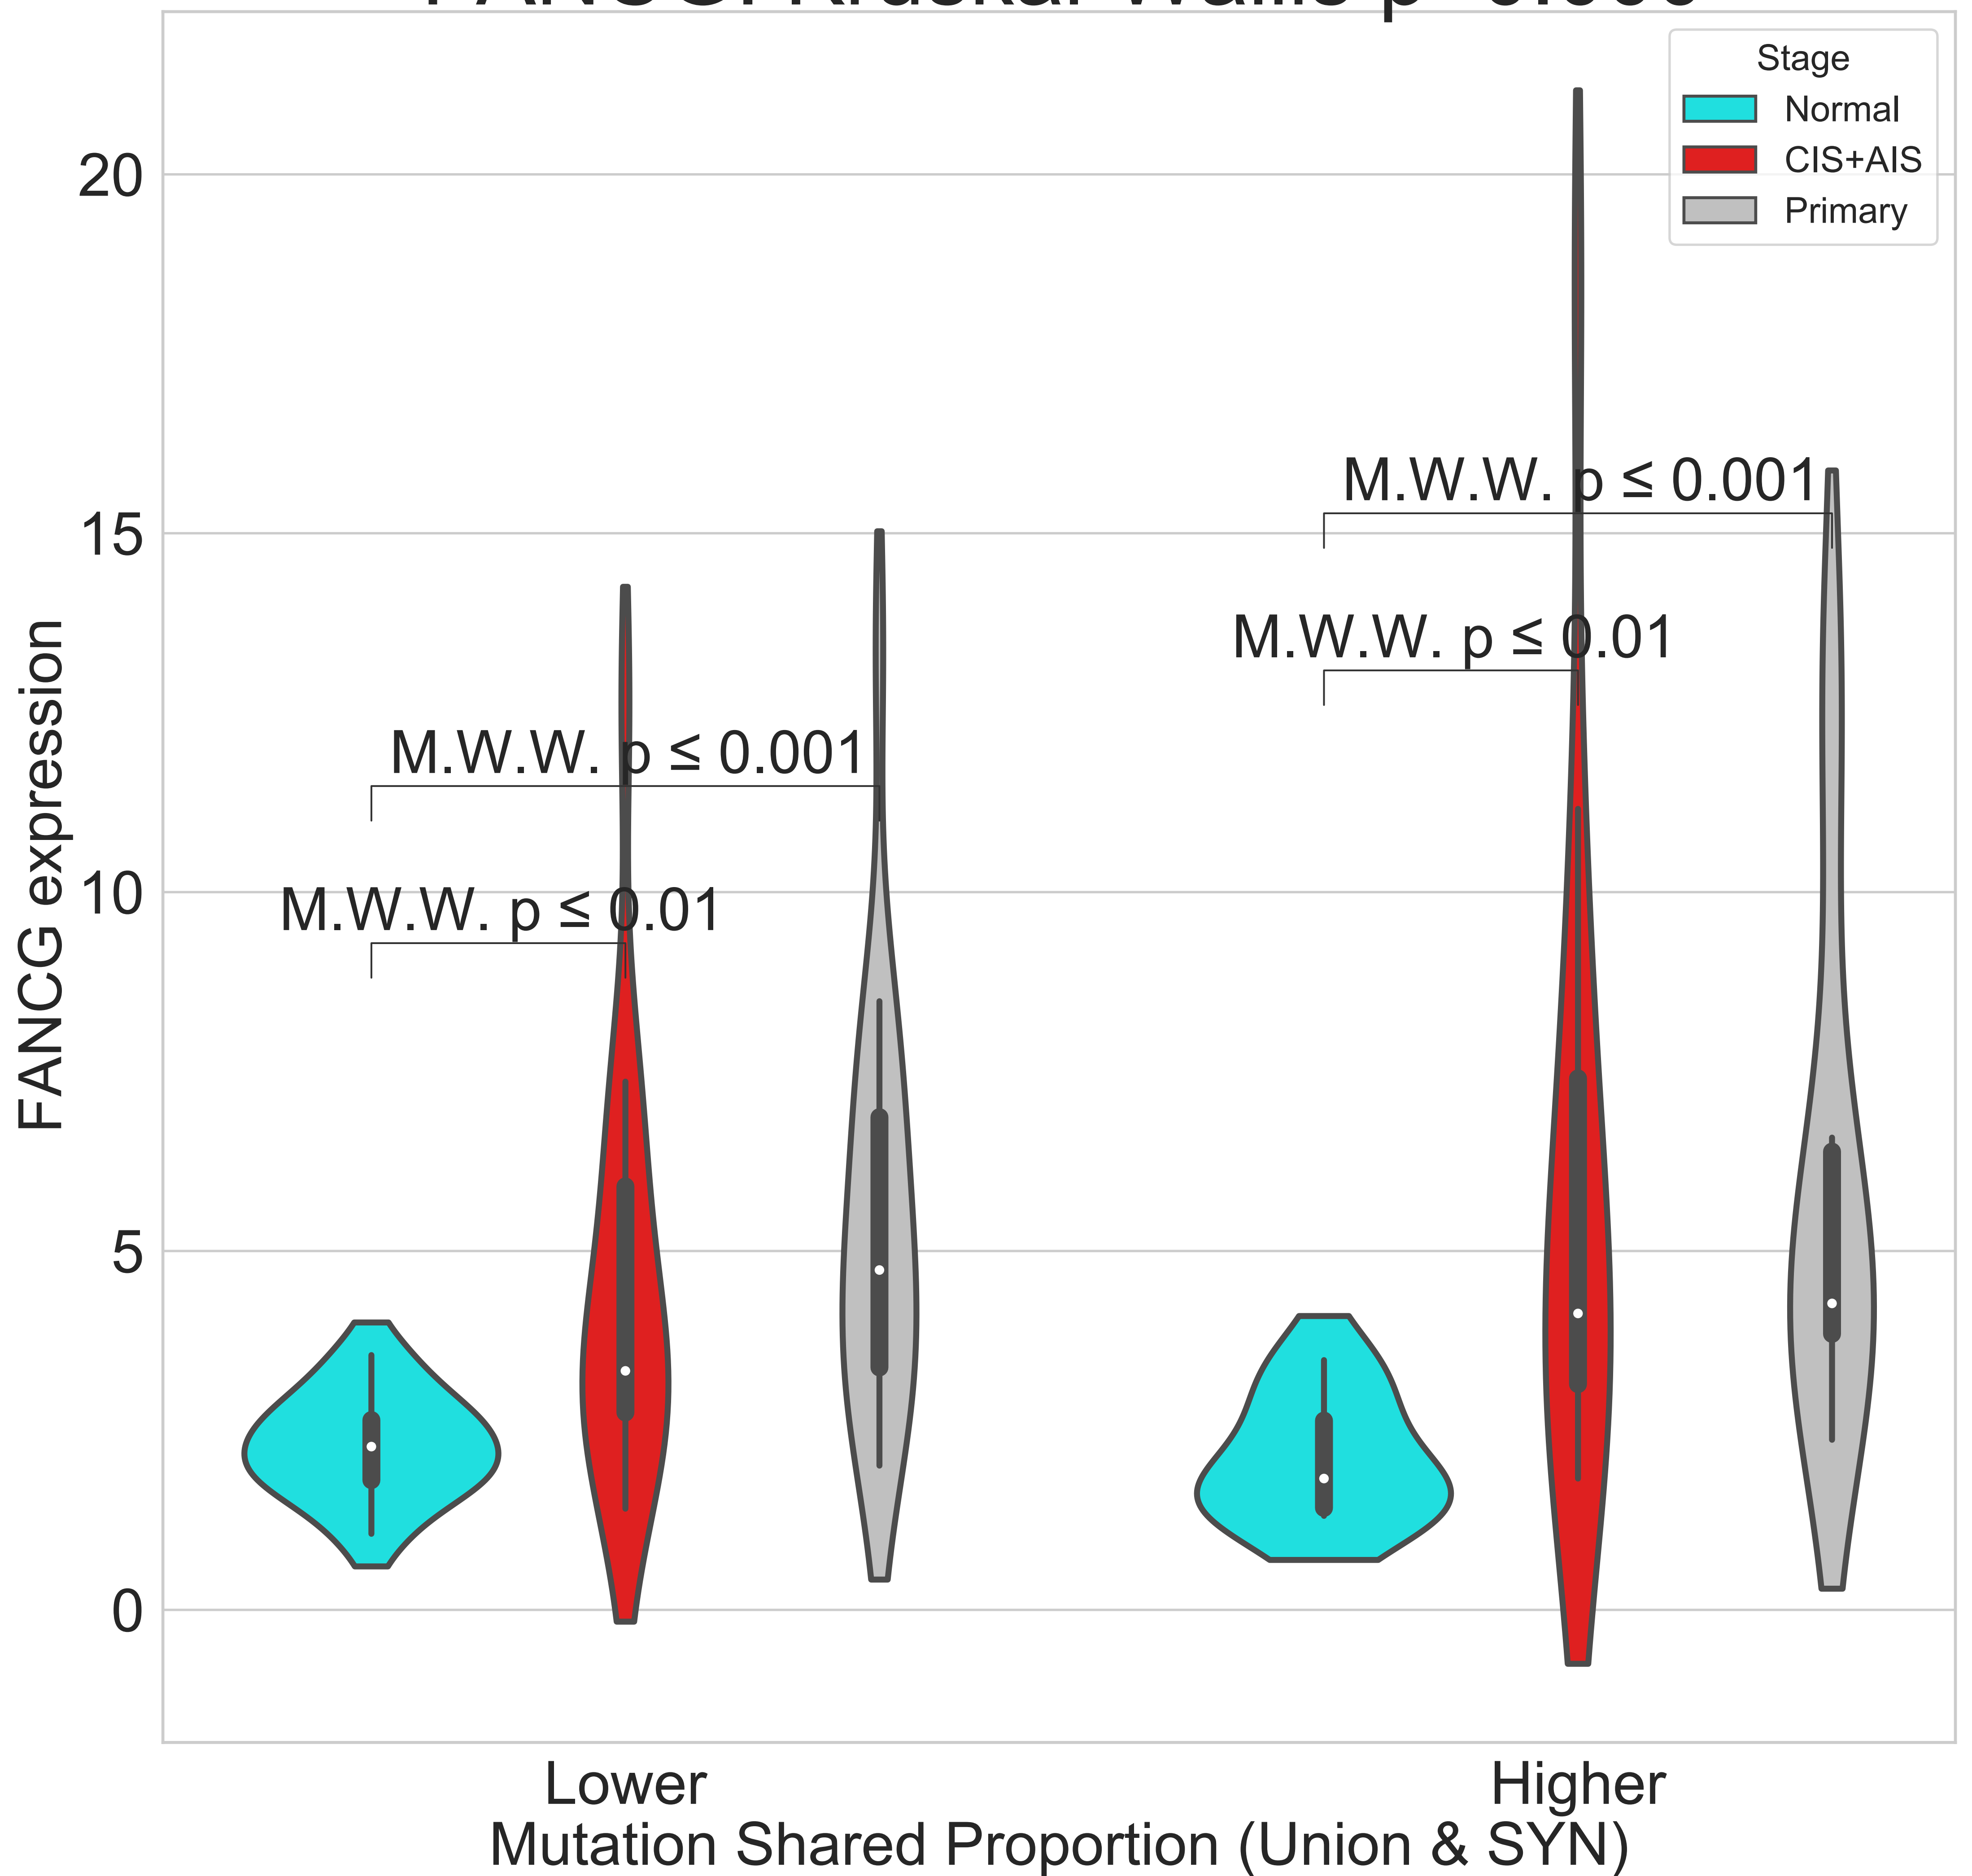 Stage
Normal
CIS+AIS
Primary
20
15
10
5
0
FANCG expression
M.W.W. p ≤ 0.001
M.W.W. p ≤ 0.01
M.W.W. p ≤ 0.001
M.W.W. p ≤ 0.01
Lower
Higher
Mutation Shared Proportion (Union & SYN)